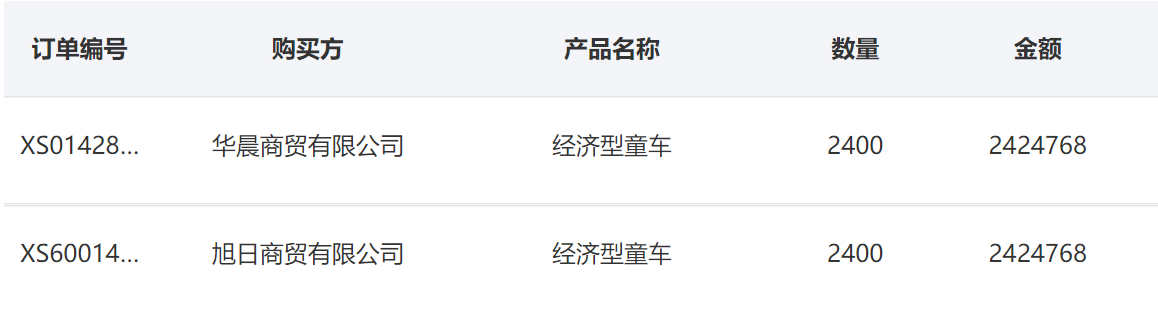 订单编号 购买方 产品名称 数量 金额
XS01428... 华晨商贸有限公司 经济型童车 2400 2424768
XS60014... 旭日商贸有限公司 经济型童车 2400 2424768